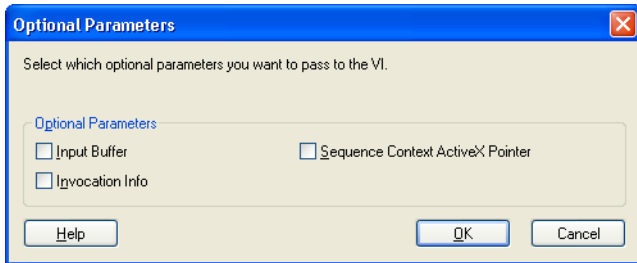 Optional Parameters
Select which optional parameters you want to pass to the VI.
Optional Parameters
Input Buffer
Sequence Context ActiveX Pointer
Invocation Info
Help
OK
Cancel